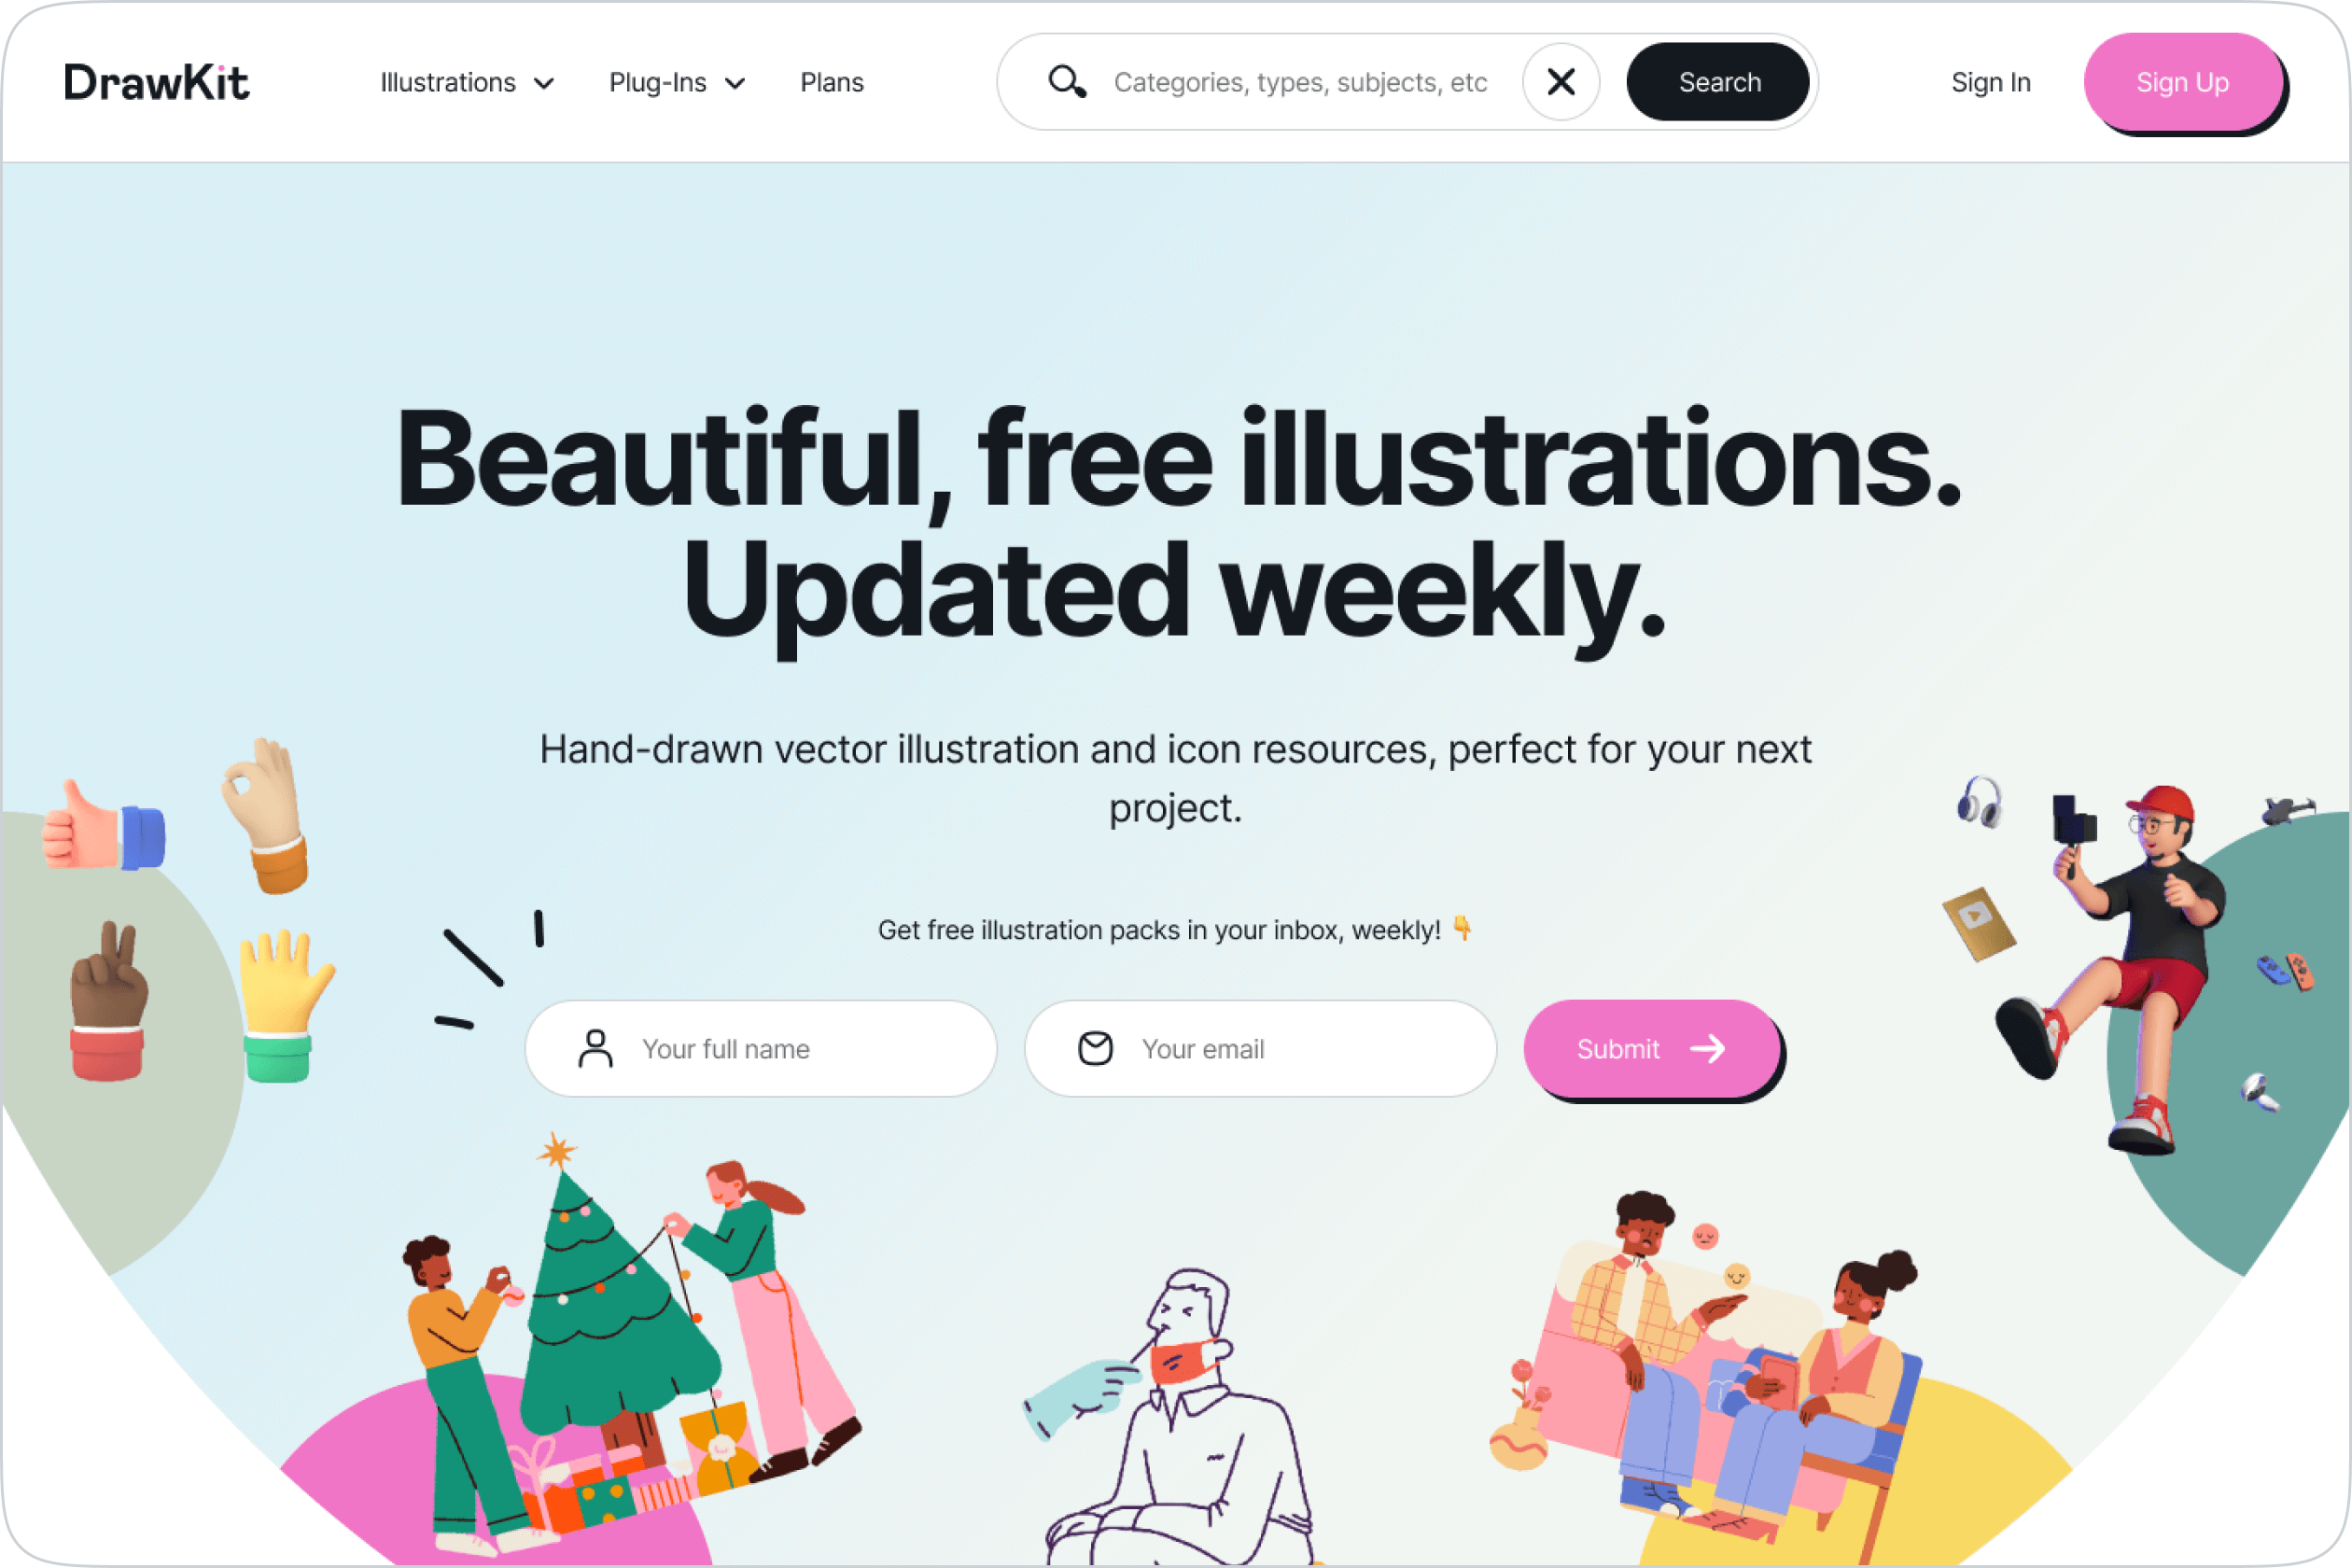 DrawKit
Illustrations
Plug-Ins
Plans
Categories, types, subjects, etc
Search
Sign In
Sign Up
Beautiful, free illustrations.
Updated weekly.
Hand-drawn vector illustration and icon resources, perfect for your next
project.
Get free illustration packs in your inbox, weekly! 👇
Your full name
Your email
Submit